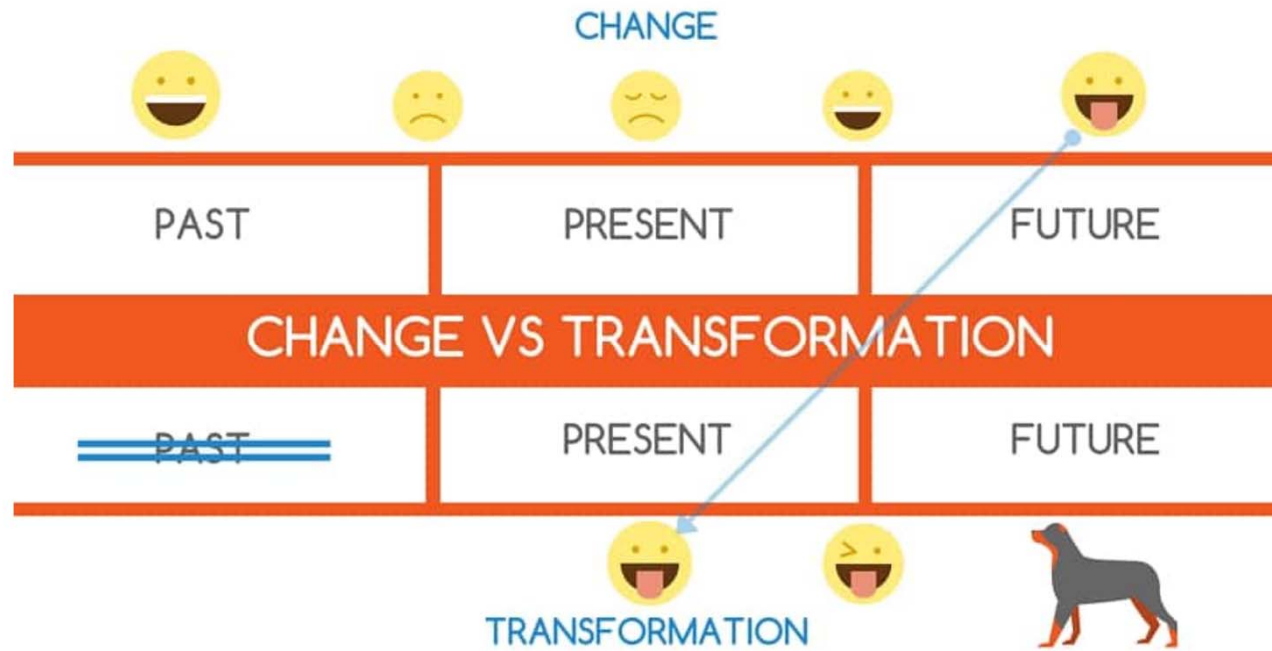 CHANGE
PAST PRESENT FUTURE
CHANGE VS TRANSFORMATION
PAST PRESENT FUTURE
TRANSFORMATION